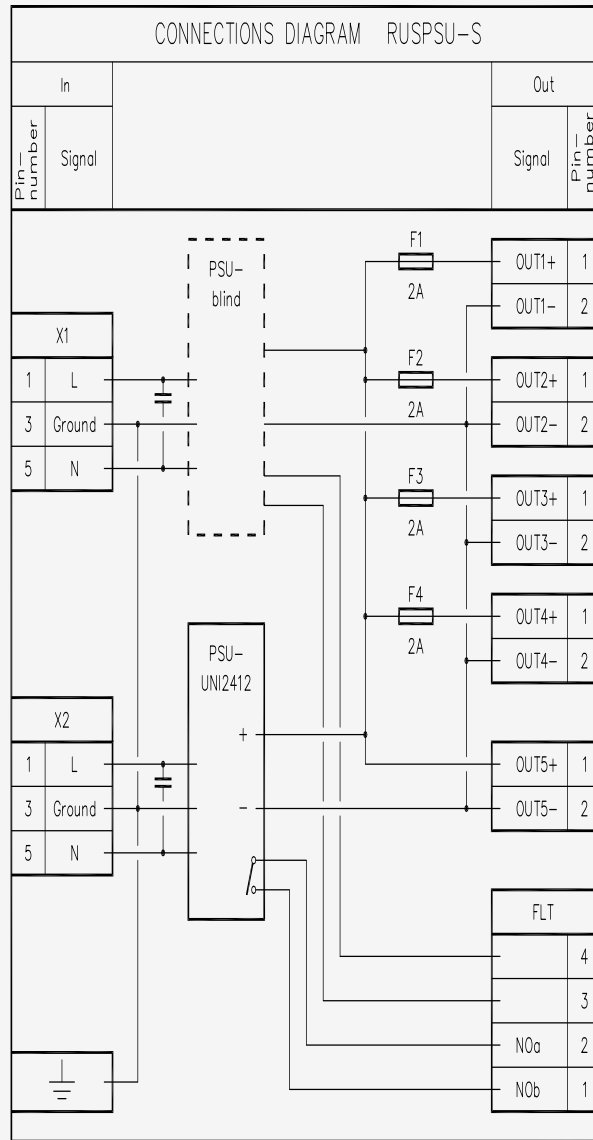 CONNECTIONS DIAGRAM RUSPSU-S
In
Out
Pin-
number
Signal
Signal
Pin-
number
PSU-
blind
F1
2A
OUT1+ 1
OUT1- 2
X1
1 L
3 Ground
5 N
F2
2A
OUT2+ 1
OUT2- 2
F3
2A
OUT3+ 1
OUT3- 2
F4
2A
OUT4+ 1
OUT4- 2
PSU-
UNI2412
+
-
X2
1 L
3 Ground
5 N
OUT5+ 1
OUT5- 2
FLT
4
3
NOa 2
NOb 1